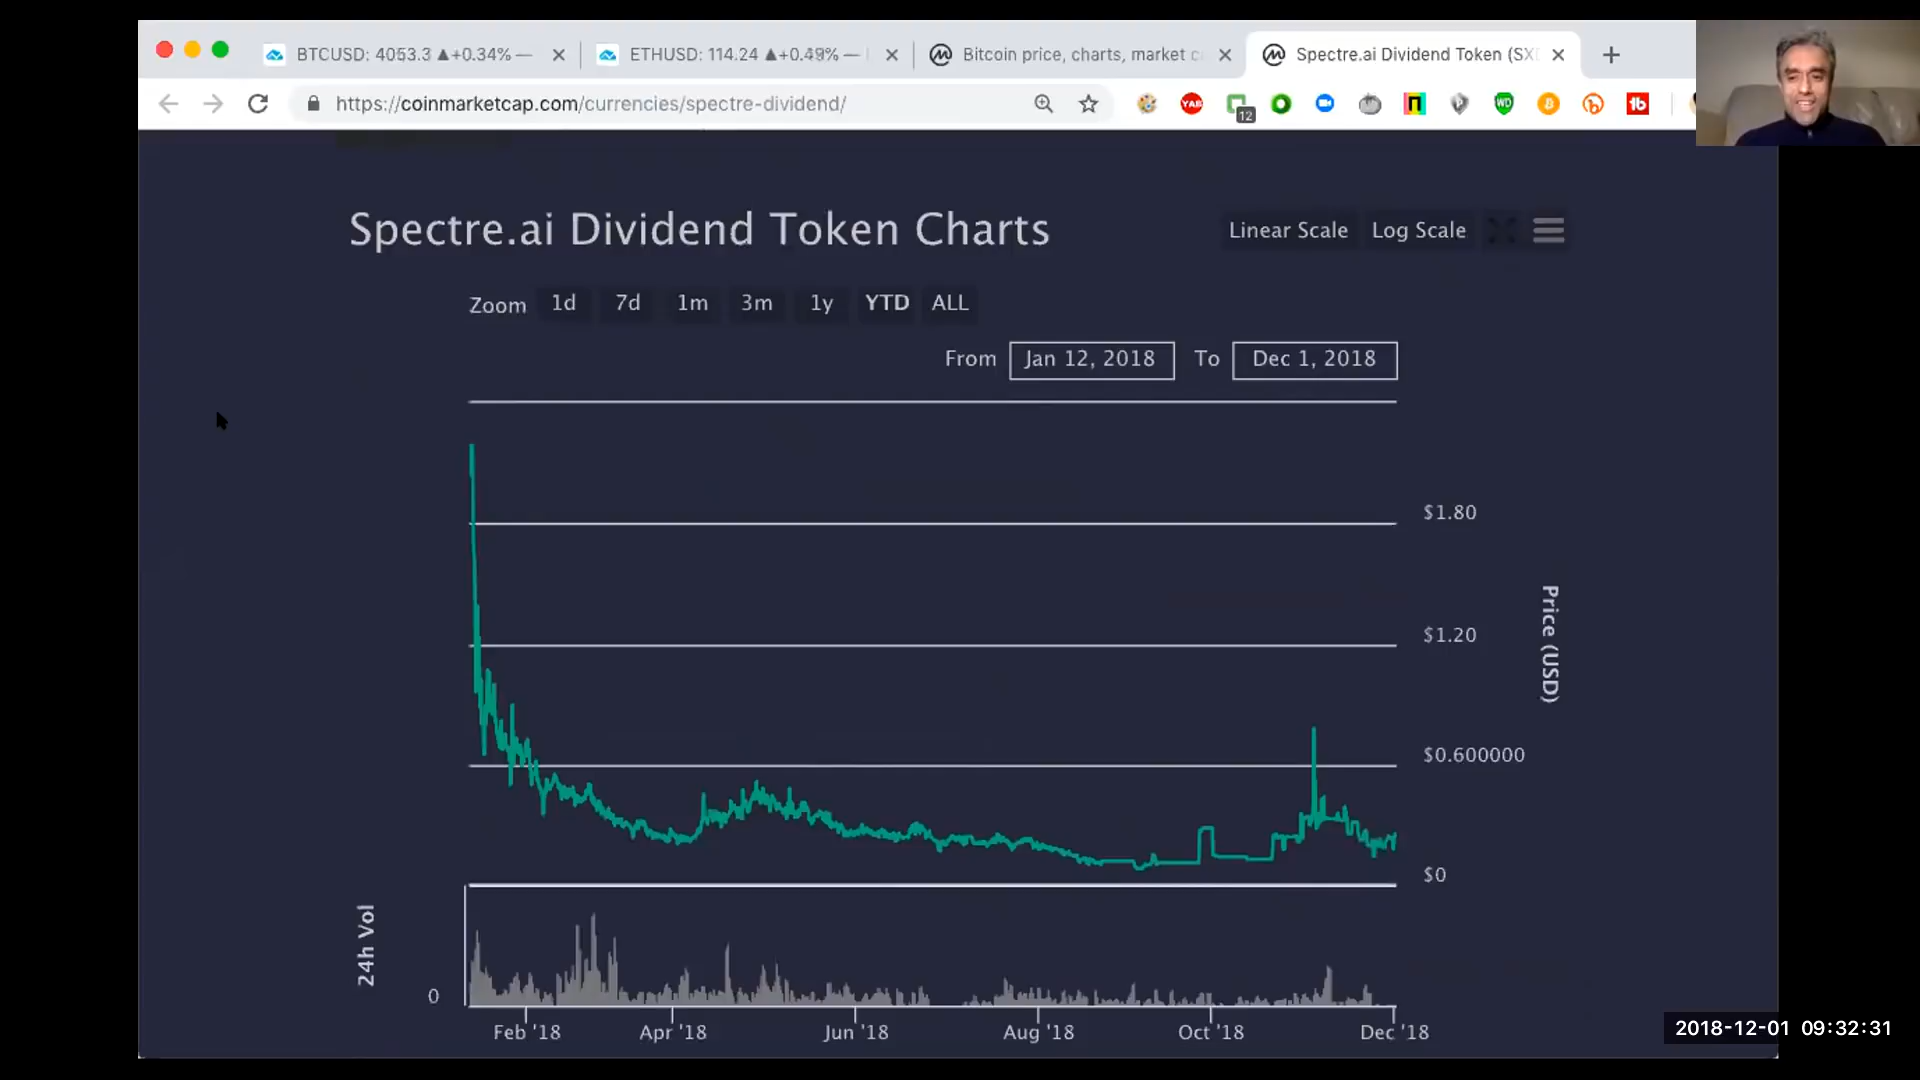 BTCUSD: 4053.3 ▲+0.34% —
ETHUSD: 114.24 ▲+0.49% —
Bitcoin price, charts, market c
Spectre.ai Dividend Token (SX
https://coinmarketcap.com/currencies/spectre-dividend/
YAB
12
WD
Spectre.ai Dividend Token Charts
Linear Scale
Log Scale
Zoom 1d 7d 1m 3m 1y YTD ALL
From Jan 12, 2018 To Dec 1, 2018
$1.80
$1.20
$0.600000
$0
Price (USD)
24h Vol
0
Feb '18 Apr '18 Jun '18 Aug '18 Oct '18 Dec '18
2018-12-01 09:32:31